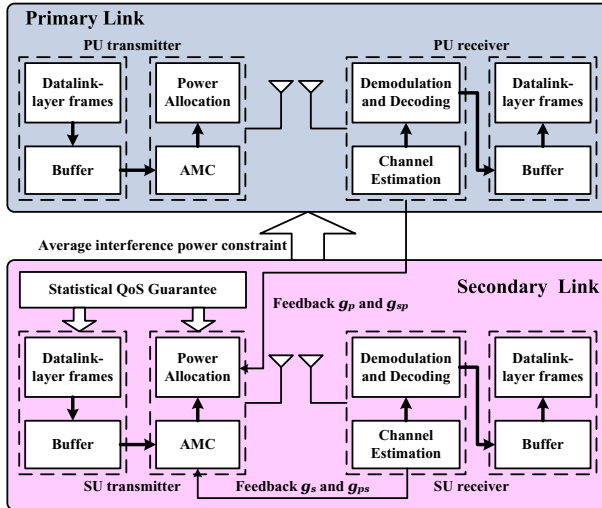 Primary Link
PU transmitter
PU receiver
Datalink-
layer frames
Power
Allocation
Demodulation
and Decoding
Datalink-
layer frames
Buffer
AMC
Channel
Estimation
Buffer
Average interference power constraint
Statistical QoS Guarantee
Feedback gp and gsp
Secondary Link
Datalink-
layer frames
Power
Allocation
Demodulation
and Decoding
Datalink-
layer frames
Buffer
AMC
Channel
Estimation
Buffer
SU transmitter
Feedback gs and gps
SU receiver